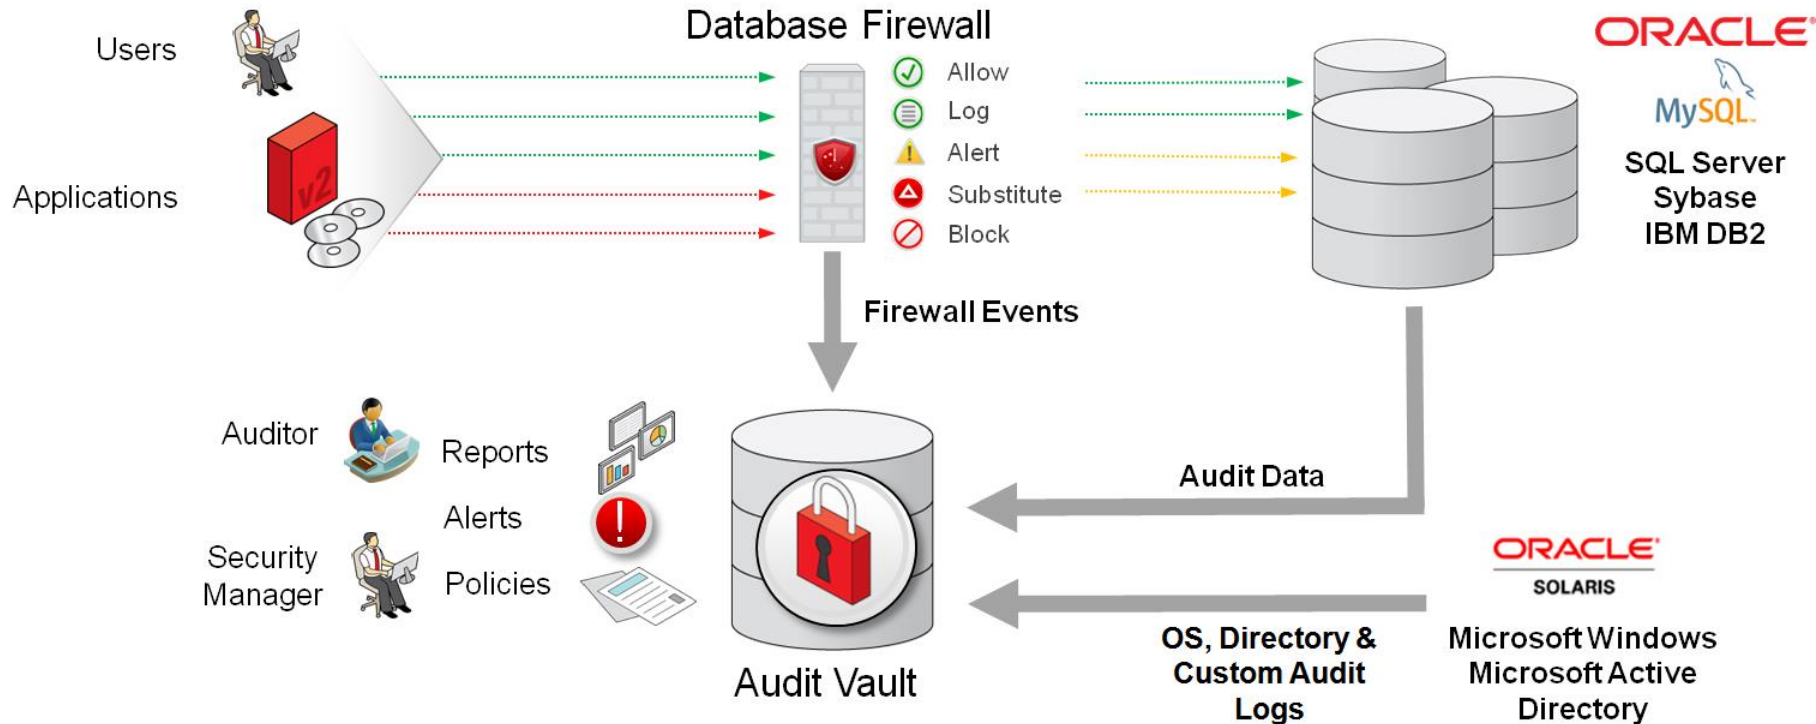 Database Firewall
Users
Applications
v2
Allow
Log
Alert
Substitute
Block
ORACLE®
MySQL™
SQL Server
Sybase
IBM DB2
Firewall Events
Auditor
Reports
Alerts
Security
Manager
Policies
Audit Vault
Audit Data
ORACLE®
SOLARIS
OS, Directory &
Custom Audit
Logs
Microsoft Windows
Microsoft Active
Directory